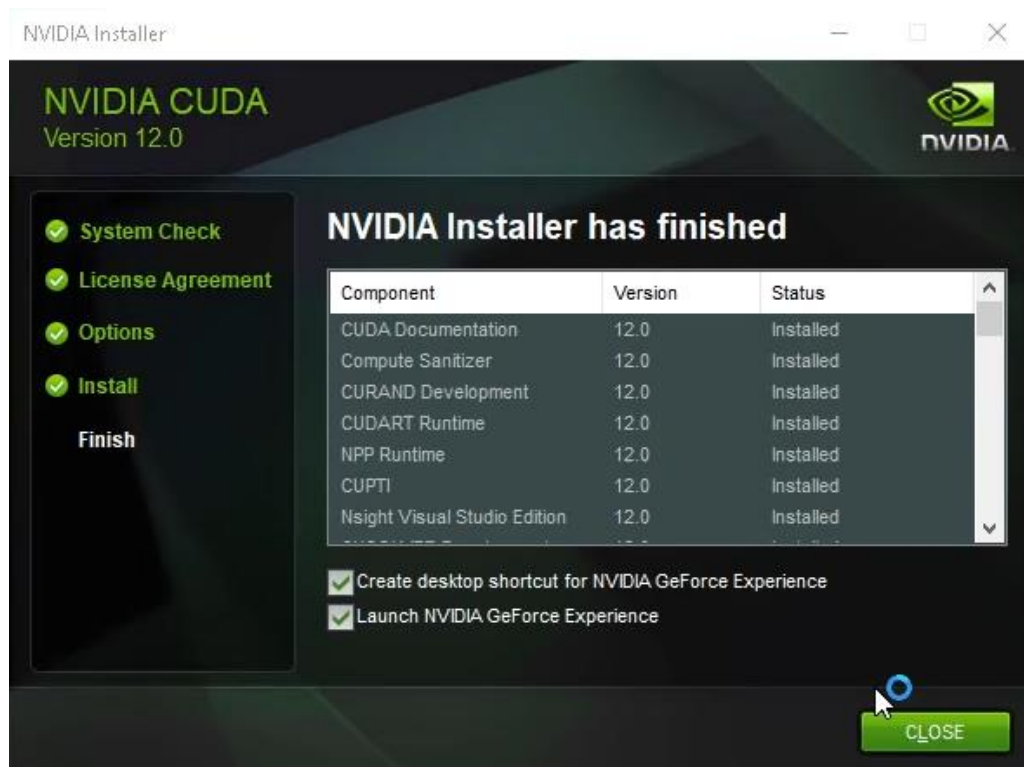 NVIDIA Installer
NVIDIA CUDA
Version 12.0
NVIDIA.
System Check
License Agreement
Options
Install
Finish
NVIDIA Installer has finished
Component Version Status
CUDA Documentation 12.0 Installed
Compute Sanitizer 12.0 Installed
CURAND Development 12.0 Installed
CUDART Runtime 12.0 Installed
NPP Runtime 12.0 Installed
CUPTI 12.0 Installed
Nsight Visual Studio Edition 12.0 Installed
Create desktop shortcut for NVIDIA GeForce Experience
Launch NVIDIA GeForce Experience
CLOSE